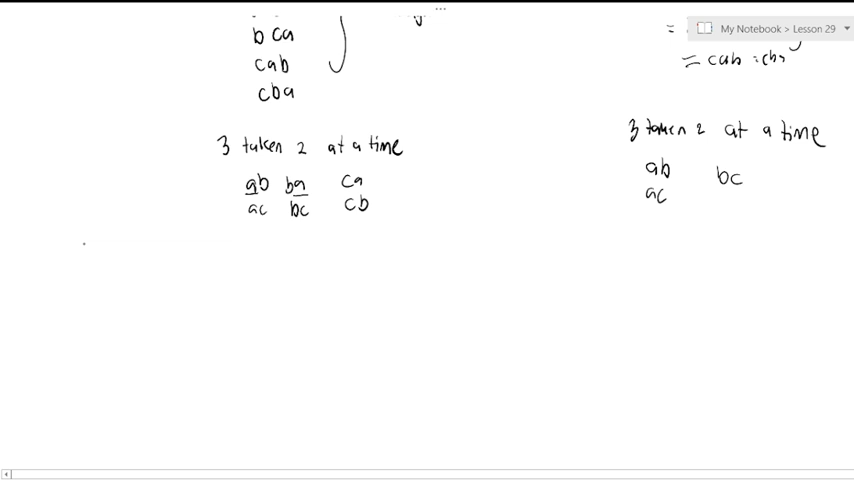 b ca
cab
cba
= cab = cba
My Notebook > Lesson 29
3 taken 2 at a time
ab ba ca
ac bc cb
3 taken 2 at a time
ab bc
ac